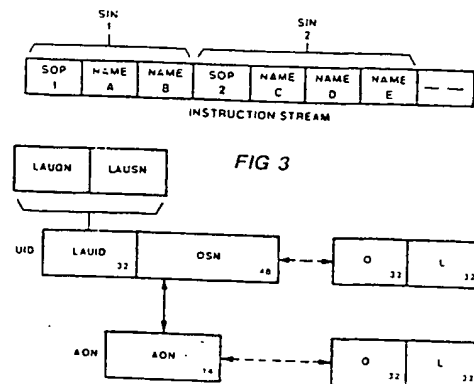 SIN
1
SIN
2
SOP
1
NAME
A
NAME
B
SOP
2
NAME
C
NAME
D
NAME
E
INSTRUCTION STREAM
FIG 3
LAUGN
LAUSN
UID
LAUID
32
OSN
48
O
32
L
32
AON
AON
14
O
32
L
32